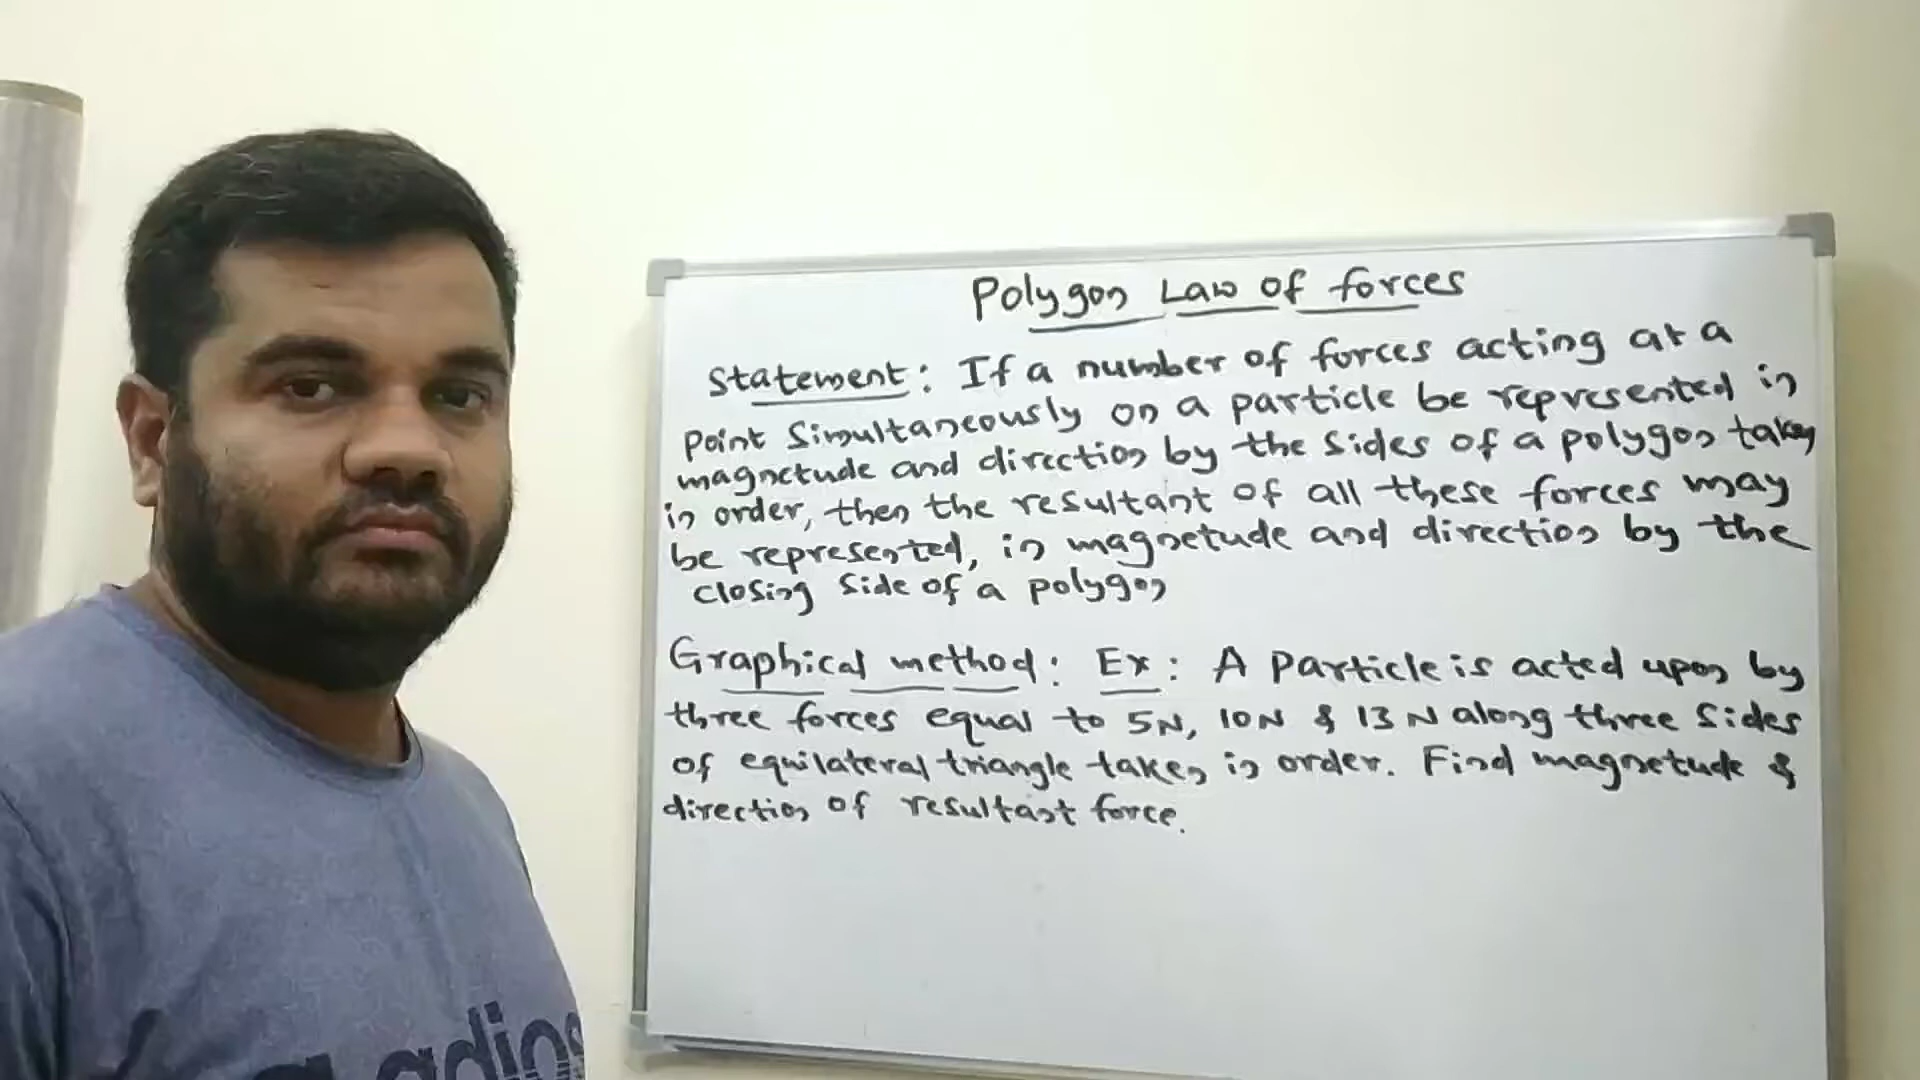 Polygon Law of forces
Statement: If a number of forces acting at a
point simultaneously on a particle be represented in
magnetude and direction by the sides of a polygon taken
in order, then the resultant of all these forces may
be represented, in magnetude and direction by the
closing side of a polygon
Graphical method: Ex: A Particle is acted upon by
three forces equal to 5N, 10N & 13N along three sides
of equilateral triangle taken in order. Find magnetude &
direction of resultant force.